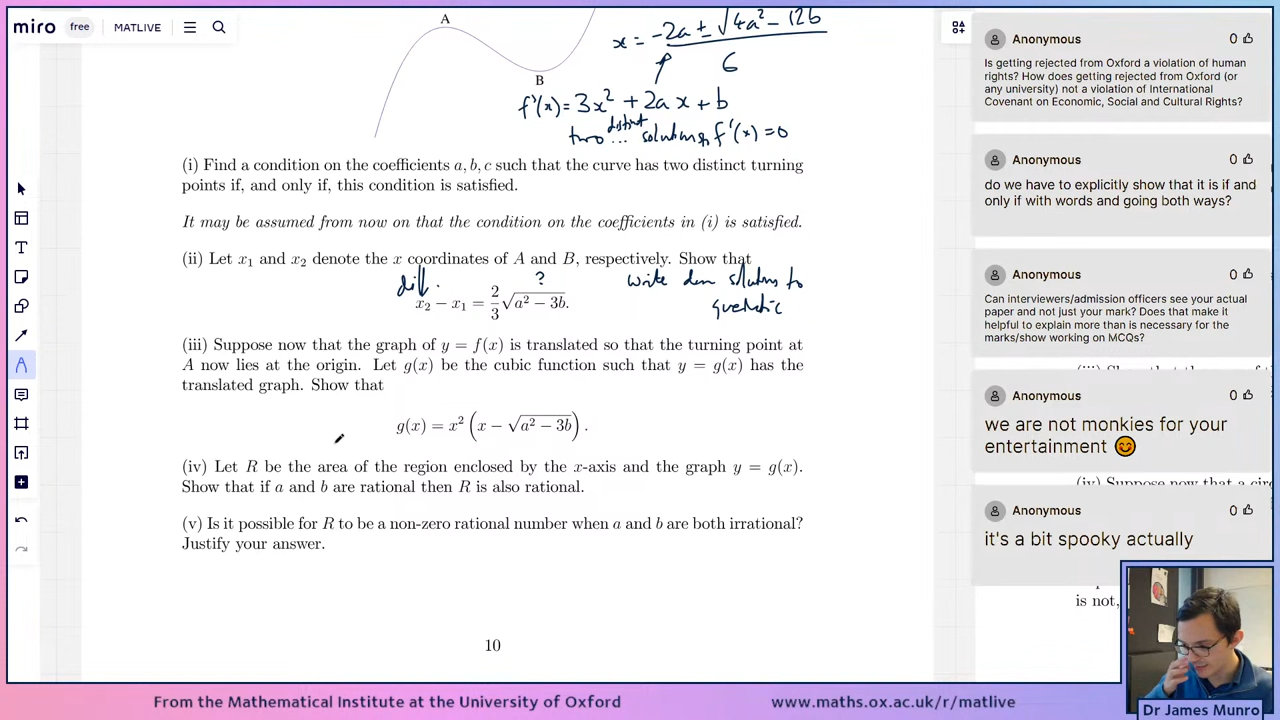 miro free MATLIVE
A
B
x = -2a ± √4a² - 12b
6
f'(x) = 3x² + 2a x + b
distinct
two ... solutions f'(x) = 0
(i) Find a condition on the coefficients a, b, c such that the curve has two distinct turning
points if, and only if, this condition is satisfied.
It may be assumed from now on that the condition on the coefficients in (i) is satisfied.
(ii) Let x₁ and x₂ denote the x coordinates of A and B, respectively. Show that
diff. ? write down solutions to
quadratic
x₂ − x₁ = 2/3 √a² − 3b.
(iii) Suppose now that the graph of y = f(x) is translated so that the turning point at
A now lies at the origin. Let g(x) be the cubic function such that y = g(x) has the
translated graph. Show that
g(x) = x² (x − √a² − 3b).
(iv) Let R be the area of the region enclosed by the x-axis and the graph y = g(x).
Show that if a and b are rational then R is also rational.
(v) Is it possible for R to be a non-zero rational number when a and b are both irrational?
Justify your answer.
10
Anonymous 0
Is getting rejected from Oxford a violation of human
rights? How does getting rejected from Oxford (or
any university) not a violation of International
Covenant on Economic, Social and Cultural Rights?
Anonymous 0
do we have to explicitly show that it is if and
only if with words and going both ways?
Anonymous 0
Can interviewers/admission officers see your actual
paper and not just your mark? Does that make it
helpful to explain more than is necessary for the
marks/show working on MCQs?
Anonymous 0
we are not monkies for your
entertainment 😊
Anonymous 0
it's a bit spooky actually
is not,
From the Mathematical Institute at the University of Oxford www.maths.ox.ac.uk/r/matlive
Dr James Munro